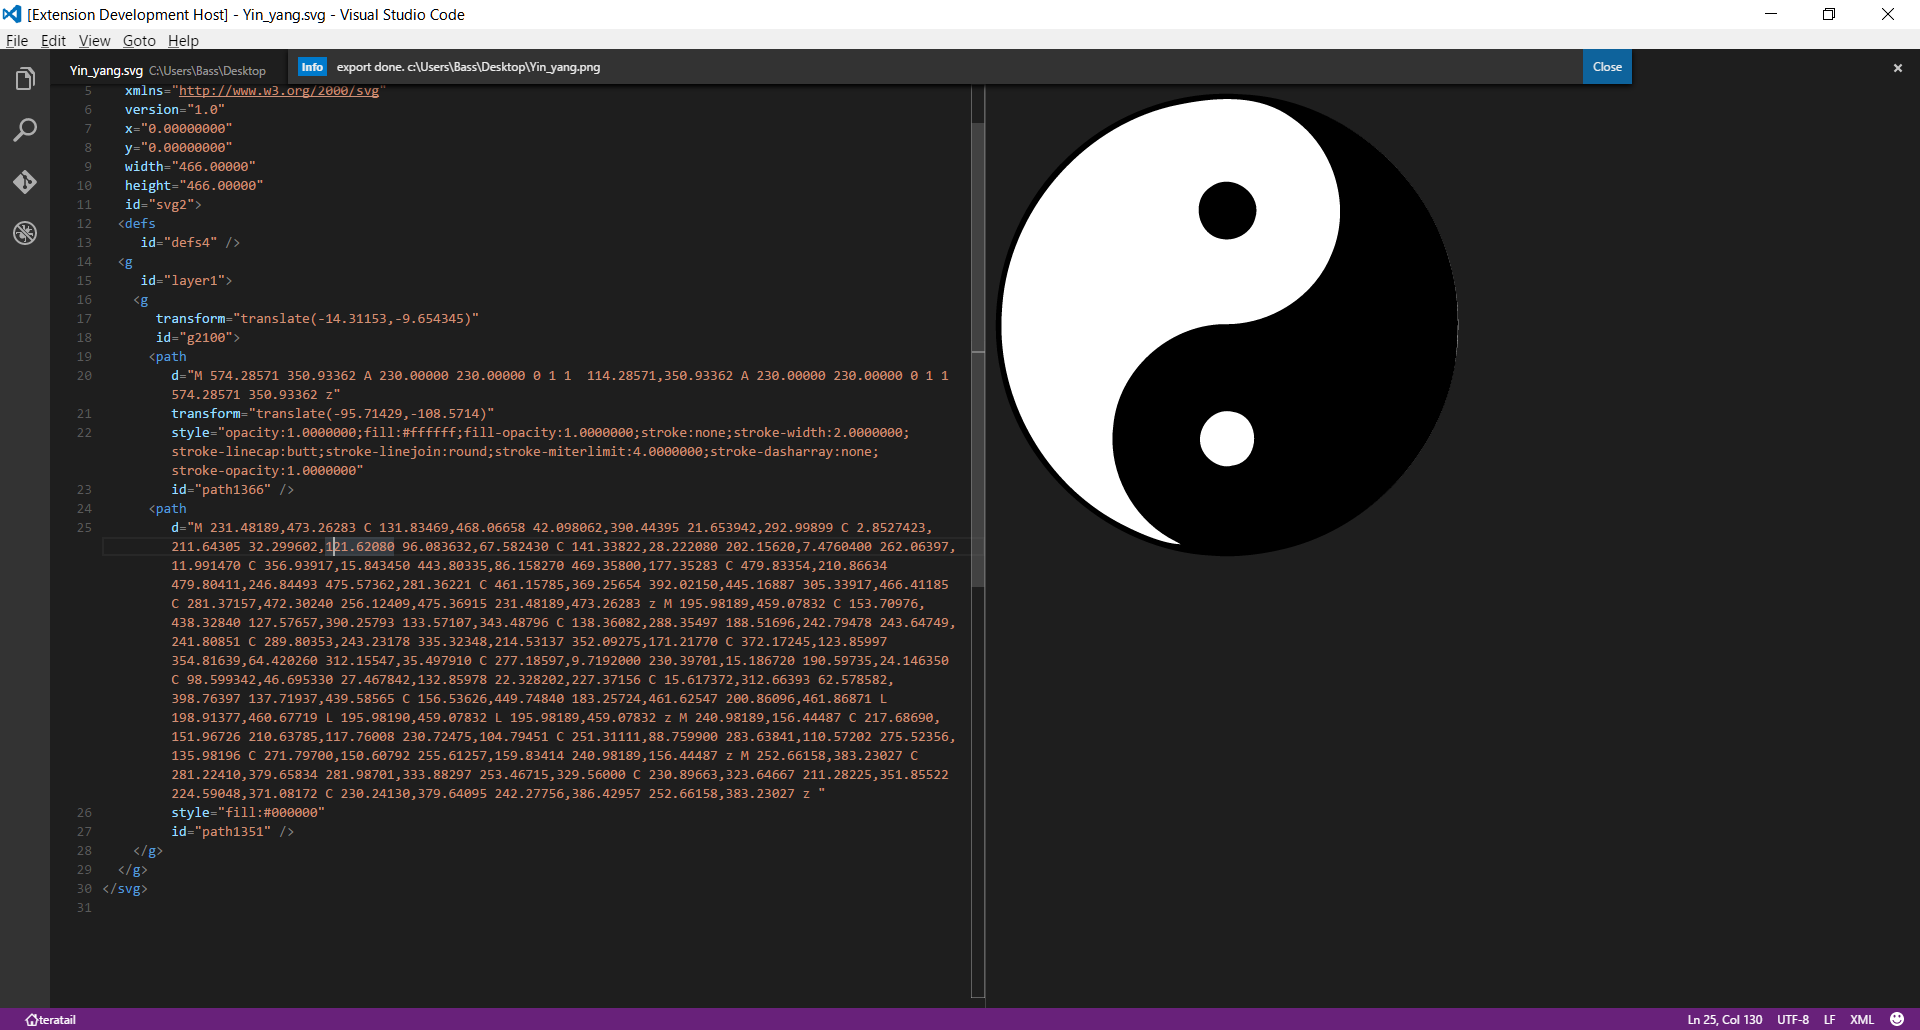 [Extension Development Host] - Yin_yang.svg - Visual Studio Code
File Edit View Goto Help
Yin_yang.svg C:\Users\Bass\Desktop
Info export done. c:\Users\Bass\Desktop\Yin_yang.png Close
5 xmlns="http://www.w3.org/2000/svg"
6 version="1.0"
7 x="0.00000000"
8 y="0.00000000"
9 width="466.00000"
10 height="466.00000"
11 id="svg2">
12 <defs
13 id="defs4" />
14 <g
15 id="layer1">
16 <g
17 transform="translate(-14.31153,-9.654345)"
18 id="g2100">
19 <path
20 d="M 574.28571 350.93362 A 230.00000 230.00000 0 1 1  114.28571,350.93362 A 230.00000 230.00000 0 1 1
574.28571 350.93362 z"
21 transform="translate(-95.71429,-108.5714)"
22 style="opacity:1.0000000;fill:#ffffff;fill-opacity:1.0000000;stroke:none;stroke-width:2.0000000;
stroke-linecap:butt;stroke-linejoin:round;stroke-miterlimit:4.0000000;stroke-dasharray:none;
stroke-opacity:1.0000000"
23 id="path1366" />
24 <path
25 d="M 231.48189,473.26283 C 131.83469,468.06658 42.098062,390.44395 21.653942,292.99899 C 2.8527423,
211.64305 32.299602,121.62080 96.083632,67.582430 C 141.33822,28.222080 202.15620,7.4760400 262.06397,
11.991470 C 356.93917,15.843450 443.80335,86.158270 469.35800,177.35283 C 479.83354,210.86634
479.80411,246.84493 475.57362,281.36221 C 461.15785,369.25654 392.02150,445.16887 305.33917,466.41185
C 281.37157,472.30240 256.12409,475.36915 231.48189,473.26283 z M 195.98189,459.07832 C 153.70976,
438.32840 127.57657,390.25793 133.57107,343.48796 C 138.36082,288.35497 188.51696,242.79478 243.64749,
241.80851 C 289.80353,243.23178 335.32348,214.53137 352.09275,171.21770 C 372.17245,123.85997
354.81639,64.420260 312.15547,35.497910 C 277.18597,9.7192000 230.39701,15.186720 190.59735,24.146350
C 98.599342,46.695330 27.467842,132.85978 22.328202,227.37156 C 15.617372,312.66393 62.578582,
398.76397 137.71937,439.58565 C 156.53626,449.74840 183.25724,461.62547 200.86096,461.86871 L
198.91377,460.67719 L 195.98190,459.07832 L 195.98189,459.07832 z M 240.98189,156.44487 C 217.68690,
151.96726 210.63785,117.76008 230.72475,104.79451 C 251.31111,88.759900 283.63841,110.57202 275.52356,
135.98196 C 271.79700,150.60792 255.61257,159.83414 240.98189,156.44487 z M 252.66158,383.23027 C
281.22410,379.65834 281.98701,333.88297 253.46715,329.56000 C 230.89663,323.64667 211.28225,351.85522
224.59048,371.08172 C 230.24130,379.64095 242.27756,386.42957 252.66158,383.23027 z "
26 style="fill:#000000"
27 id="path1351" />
28 </g>
29 </g>
30 </svg>
31
teratail Ln 25, Col 130 UTF-8 LF XML